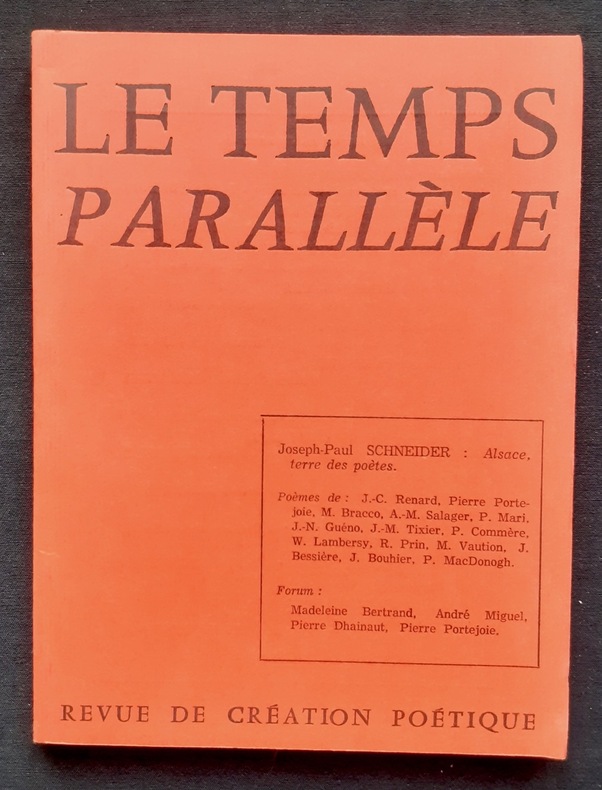 LE TEMPS
PARALLÈLE
Joseph-Paul SCHNEIDER : Alsace,
terre des poètes.
Poèmes de : J.-C. Renard, Pierre Porte-
joie, M. Bracco, A.-M. Salager, P. Mari,
J.-N. Guéno, J.-M. Tixier, P. Commère,
W. Lambersy, R. Prin, M. Vaution, J.
Bessière, J. Bouhier, P. MacDonogh.
Forum :
Madeleine Bertrand, André Miguel,
Pierre Dhainaut, Pierre Portejoie.
REVUE DE CRÉATION POÉTIQUE